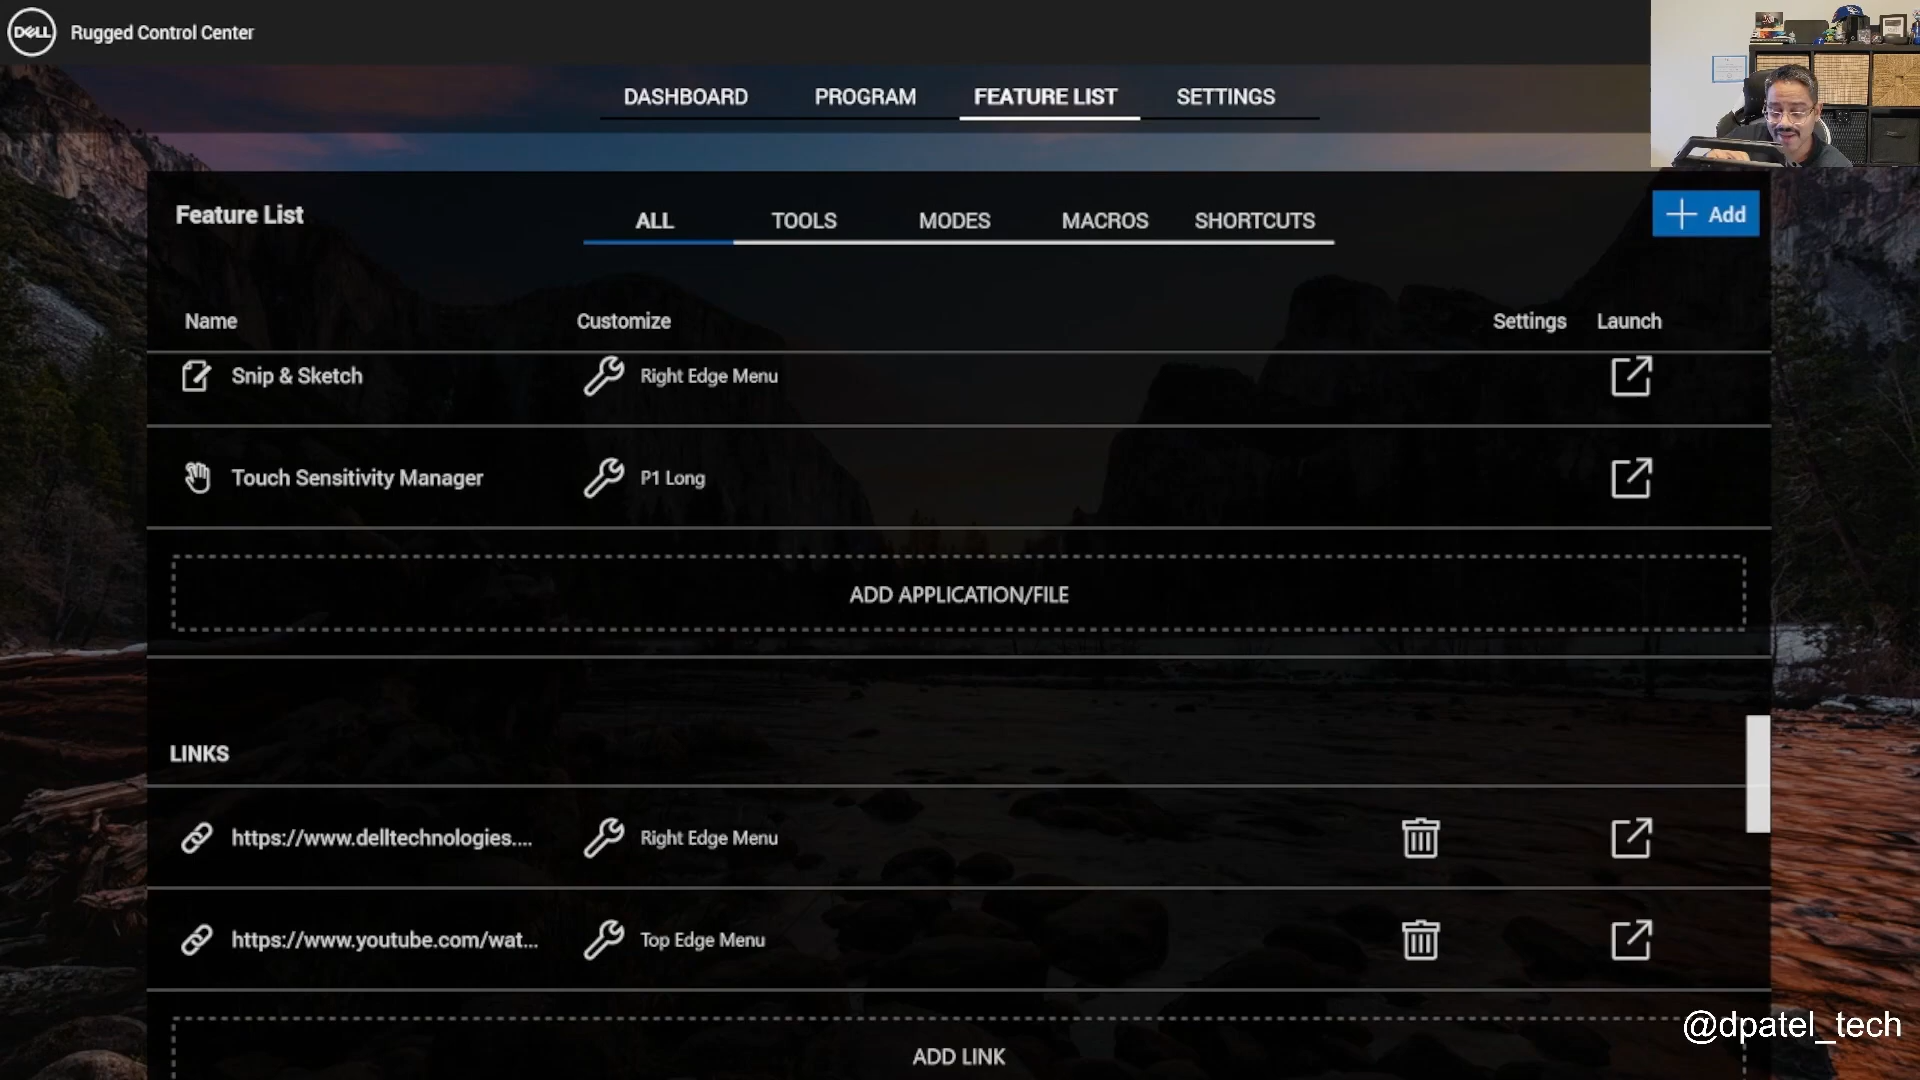 DELL Rugged Control Center
DASHBOARD PROGRAM FEATURE LIST SETTINGS
Feature List ALL TOOLS MODES MACROS SHORTCUTS Add
Name Customize Settings Launch
Snip & Sketch Right Edge Menu
Touch Sensitivity Manager P1 Long
ADD APPLICATION/FILE
LINKS
https://www.delltechnologies.... Right Edge Menu
https://www.youtube.com/wat... Top Edge Menu
ADD LINK
@dpatel_tech